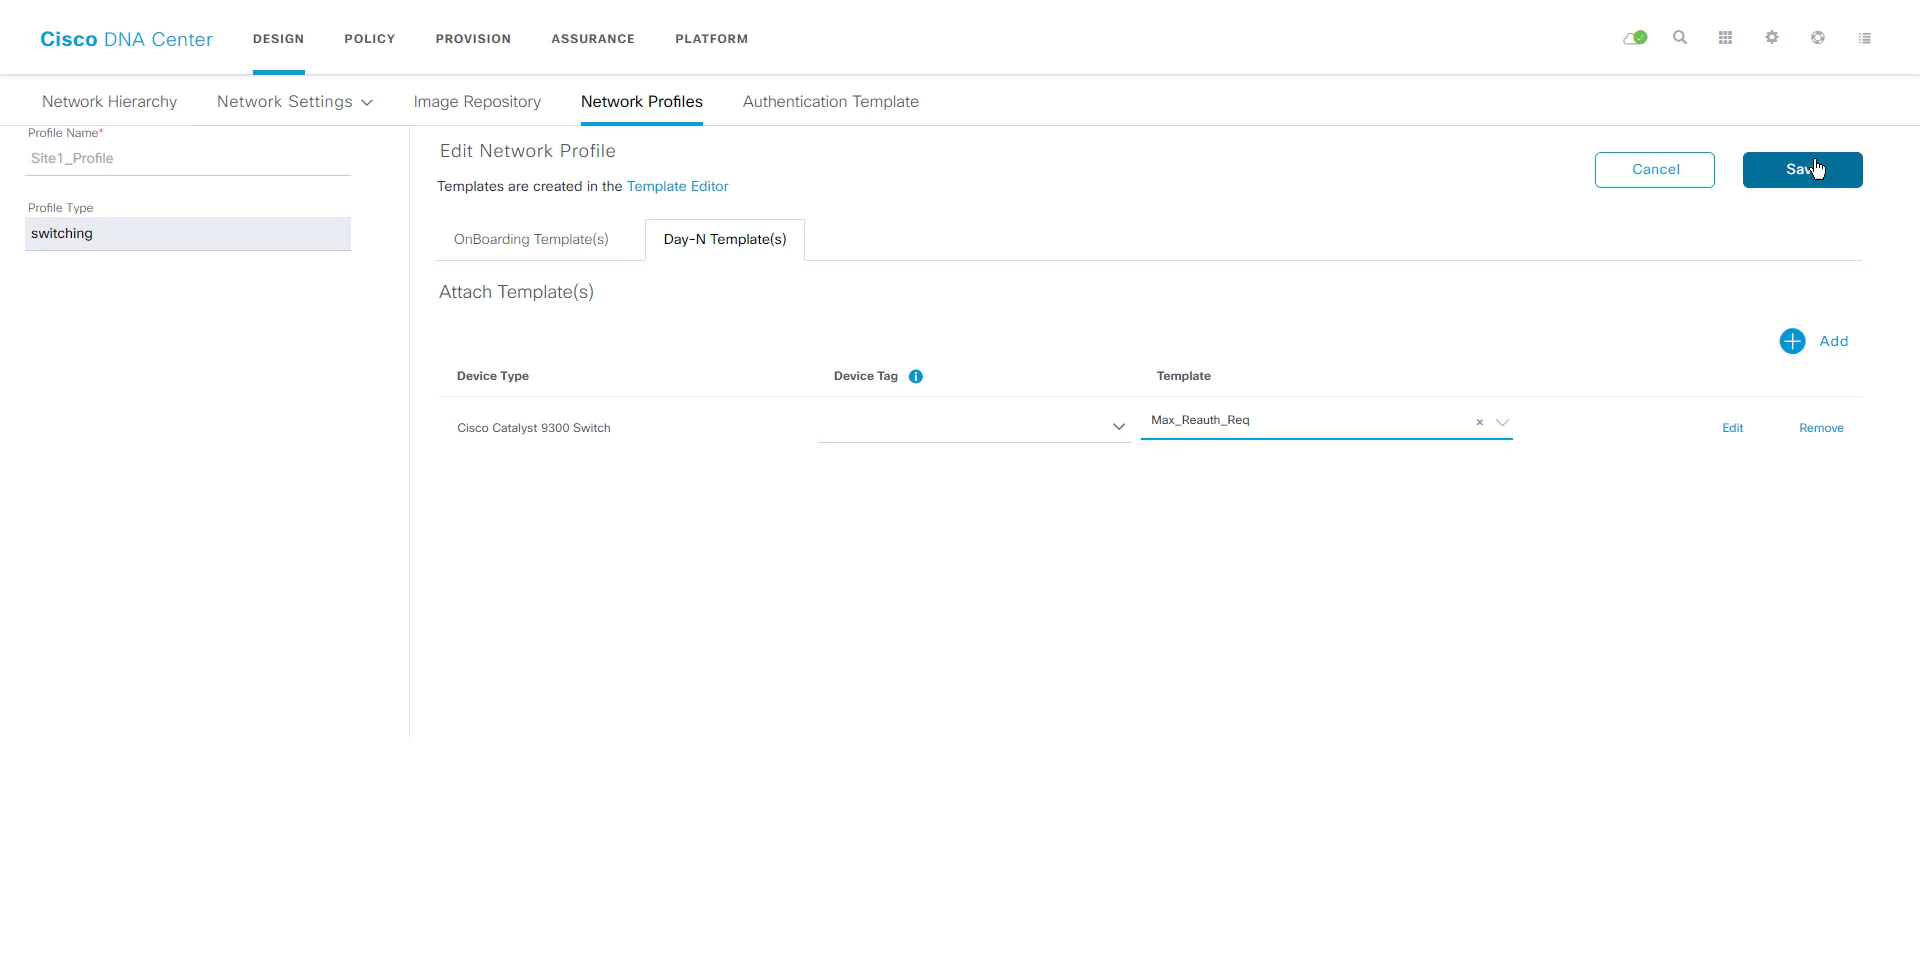 Cisco DNA Center DESIGN POLICY PROVISION ASSURANCE PLATFORM
Network Hierarchy Network Settings Image Repository Network Profiles Authentication Template
Profile Name*
Site1_Profile
Profile Type
switching
Edit Network Profile
Cancel
Templates are created in the Template Editor
OnBoarding Template(s) Day-N Template(s)
Attach Template(s)
Add
Device Type Device Tag Template
Cisco Catalyst 9300 Switch Max_Reauth_Req Edit Remove